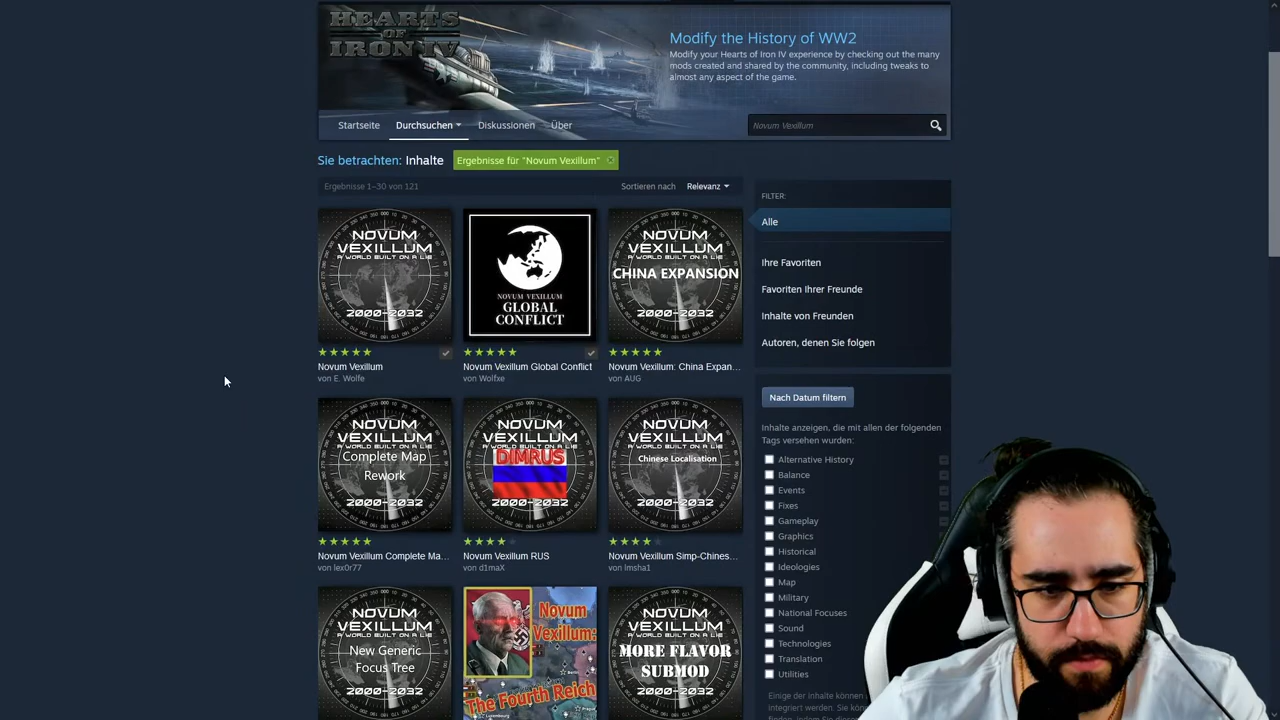 HEARTS
OF
IRON IV
Modify the History of WW2
Modify your Hearts of Iron IV experience by checking out the many
mods created and shared by the community, including tweaks to
almost any aspect of the game.
Startseite
Durchsuchen
Diskussionen
Über
Novum Vexillum
Sie betrachten: Inhalte
Ergebnisse für "Novum Vexillum"
Ergebnisse 1–30 von 121
Sortieren nach
Relevanz
FILTER:
Alle
Ihre Favoriten
Favoriten Ihrer Freunde
Inhalte von Freunden
Autoren, denen Sie folgen
NOVUM
VEXILLUM
A WORLD BUILT ON A LIE
2000-2032
NOVUM VEXILLUM
GLOBAL
CONFLICT
NOVUM
VEXILLUM
A WORLD BUILT ON A LIE
CHINA EXPANSION
2000-2032
Novum Vexillum
von E. Wolfe
Novum Vexillum Global Conflict
von Wolfxe
Novum Vexillum: China Expan...
von AUG
NOVUM
VEXILLUM
A WORLD BUILT ON A LIE
Complete Map
Rework
2000-2032
NOVUM
VEXILLUM
A WORLD BUILT ON A LIE
DIMRUS
2000-2032
NOVUM
VEXILLUM
A WORLD BUILT ON A LIE
Chinese Localisation
2000-2032
Novum Vexillum Complete Ma...
von lex0r77
Novum Vexillum RUS
von d1maX
Novum Vexillum Simp-Chines...
von lmsha1
NOVUM
VEXILLUM
A WORLD BUILT ON A LIE
New Generic
Focus Tree
2000-2032
Novum
Vexillum:
The Fourth Reich
NOVUM
VEXILLUM
MORE FLAVOR
SUBMOD
2000-2032
Nach Datum filtern
Inhalte anzeigen, die mit allen der folgenden
Tags versehen wurden:
Alternative History
Balance
Events
Fixes
Gameplay
Graphics
Historical
Ideologies
Map
Military
National Focuses
Sound
Technologies
Translation
Utilities
Einige der Inhalte können
integriert werden. Sie